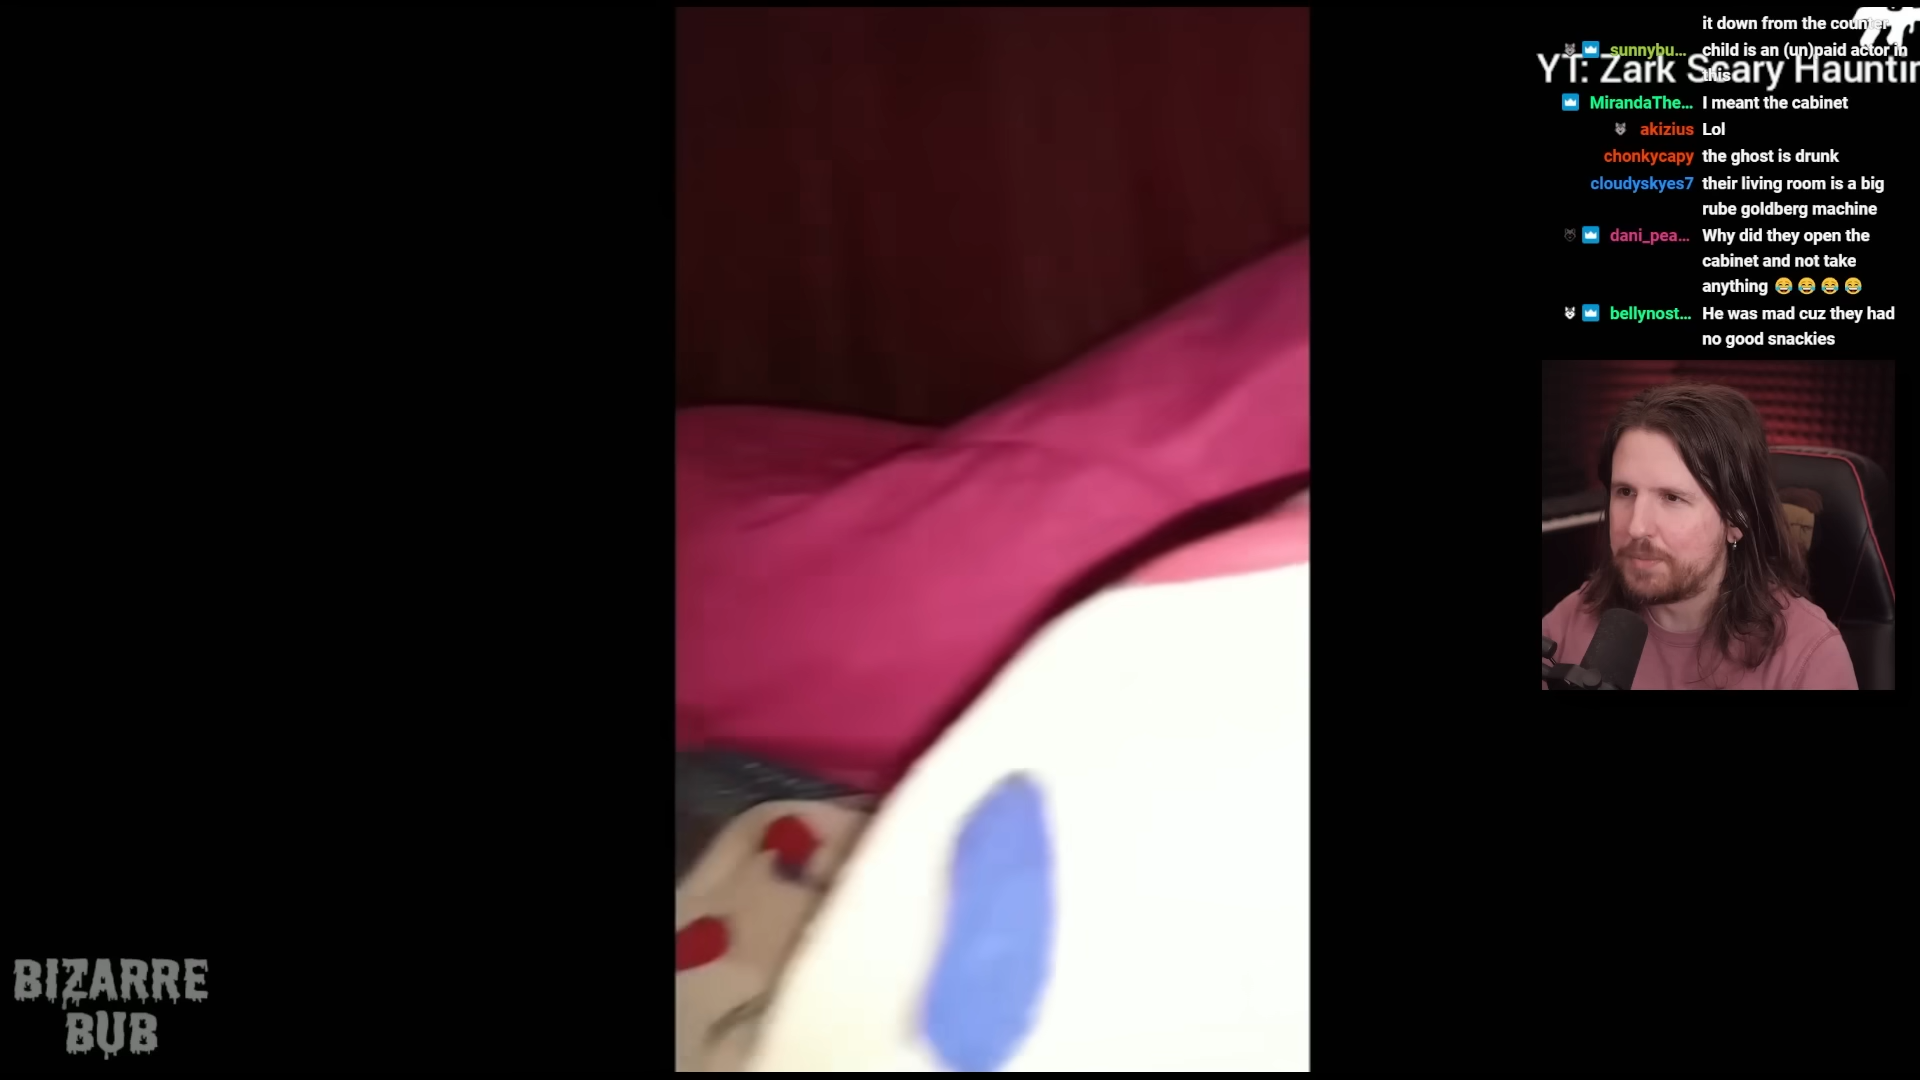 it down from the counter
sunnybu... child is an (un)paid actor in
this
YT: Zark Scary Hauntin
MirandaThe... I meant the cabinet
akizius Lol
chonkycapy the ghost is drunk
cloudyskyes7 their living room is a big
rube goldberg machine
dani_pea... Why did they open the
cabinet and not take
anything 😂 😂 😂 😂
bellynost... He was mad cuz they had
no good snackies
BIZARRE
BUB